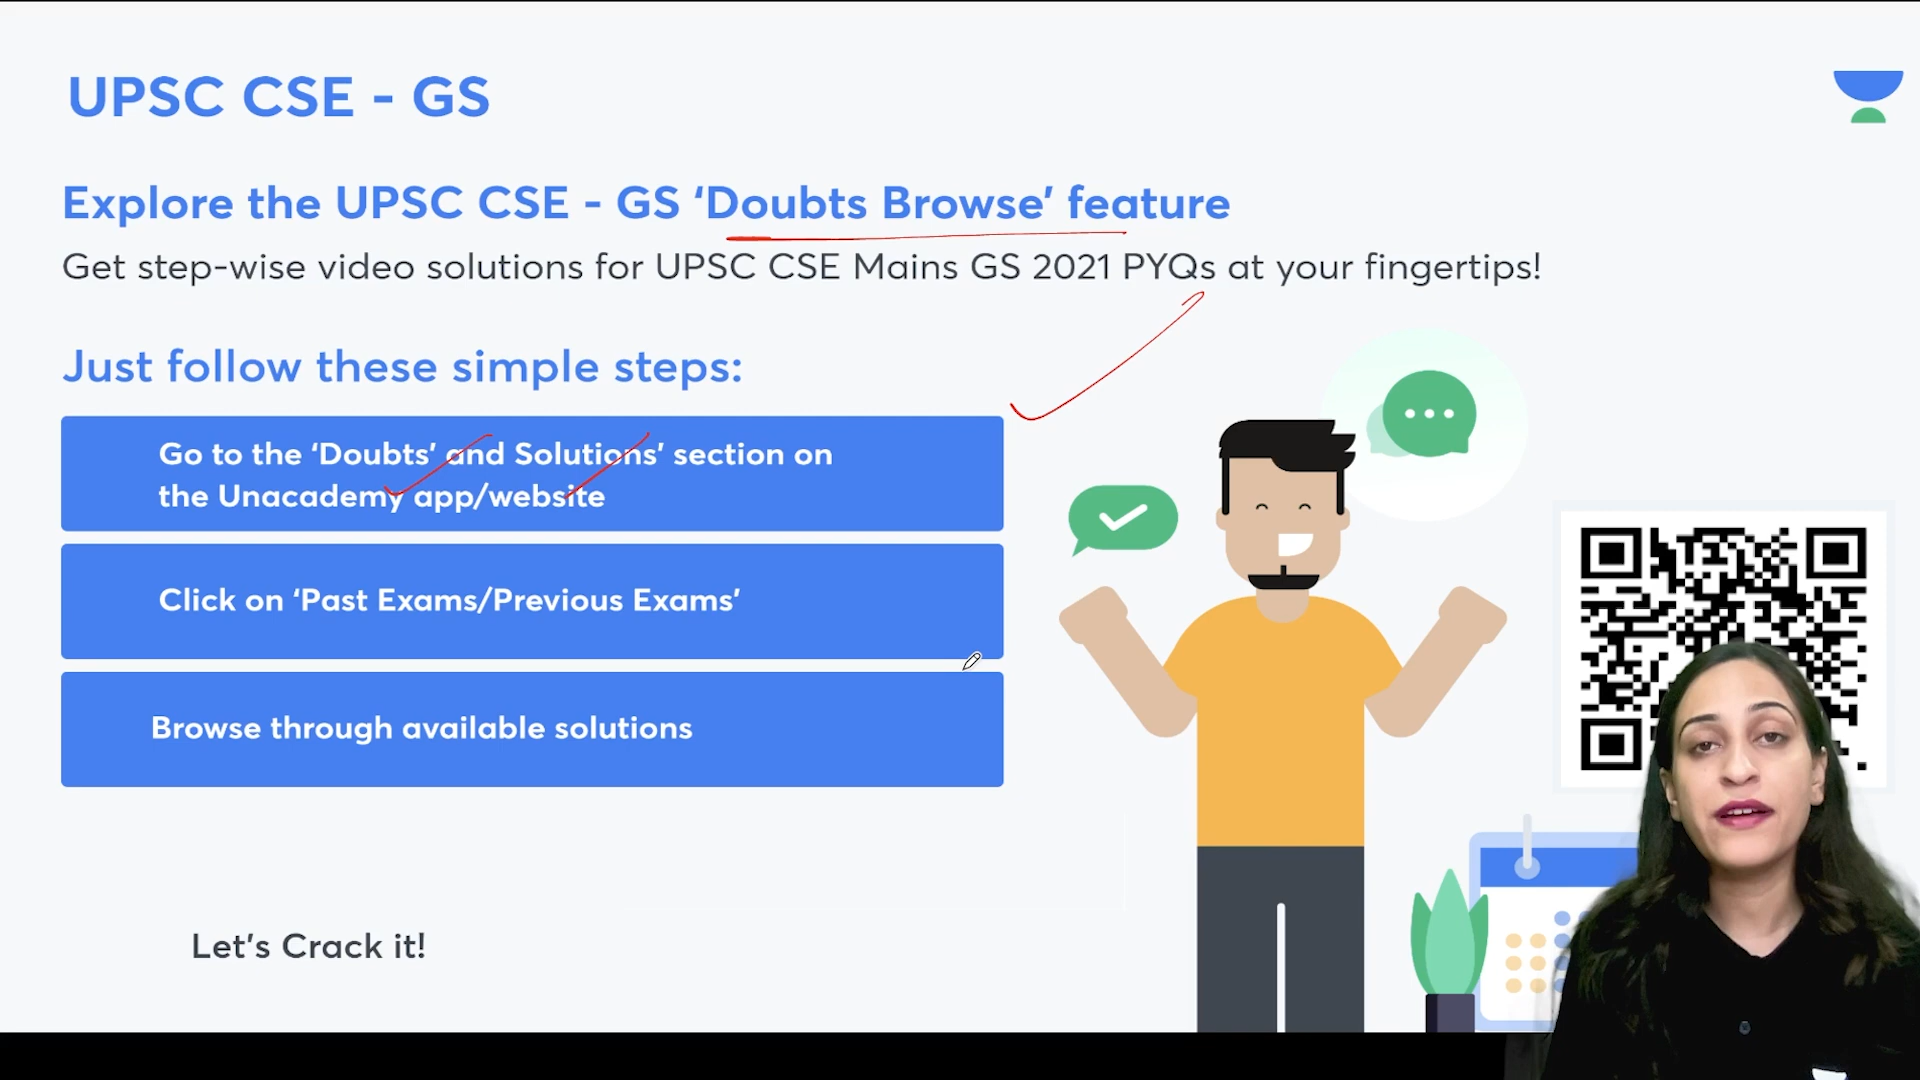 UPSC CSE - GS
Explore the UPSC CSE - GS ‘Doubts Browse’ feature
Get step-wise video solutions for UPSC CSE Mains GS 2021 PYQs at your fingertips!
Just follow these simple steps:
Go to the ‘Doubts’ and Solutions’ section on
the Unacademy app/website
Click on ‘Past Exams/Previous Exams’
Browse through available solutions
Let's Crack it!